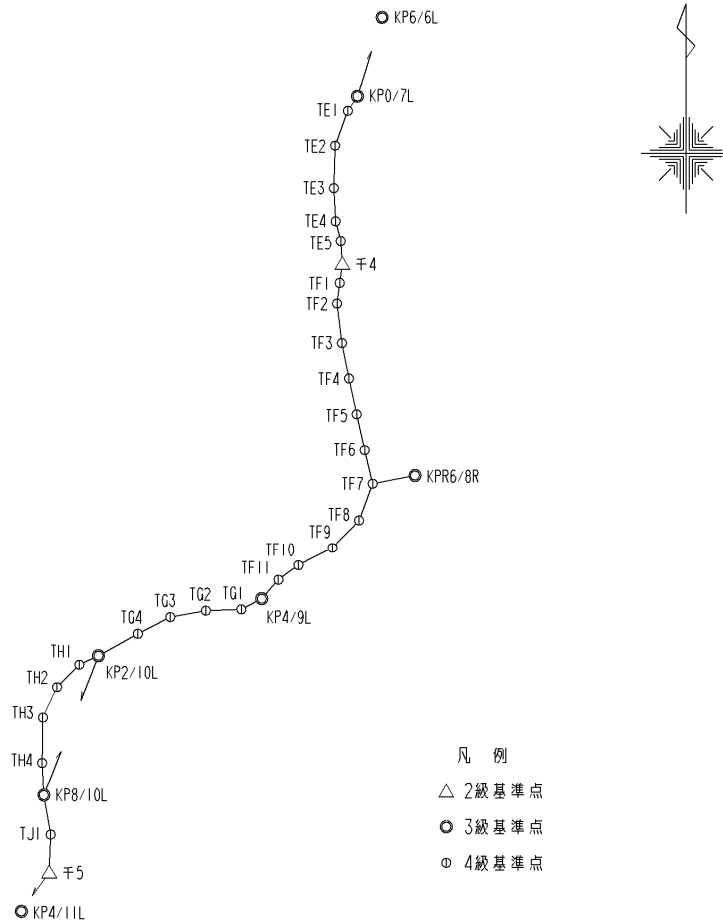 KP6/6L
KP0/7L
TE1
TE2
TE3
TE4
TE5
千4
TF1
TF2
TF3
TF4
TF5
TF6
TF7
KPR6/8R
TF8
TF9
TF10
TF11
KP4/9L
TG1
TG2
TG3
TG4
KP2/10L
TH1
TH2
TH3
TH4
KP8/10L
TJ1
千5
KP4/11L
凡 例
2級基準点
3級基準点
4級基準点